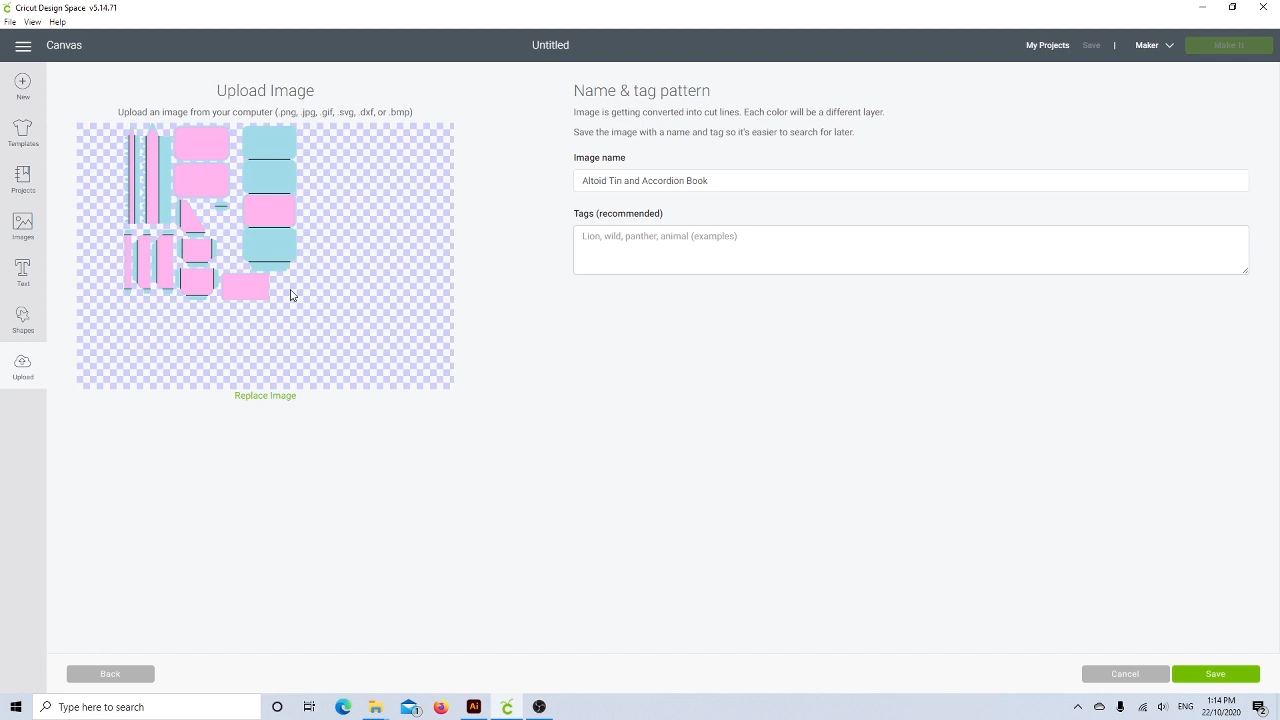 Cricut Design Space v5.14.71
File View Help
Canvas
Untitled
My Projects Save | Maker Make It
New
Templates
Projects
Images
Text
Shapes
Upload
Upload Image
Upload an image from your computer (.png, .jpg, .gif, .svg, .dxf, or .bmp)
Replace Image
Name & tag pattern
Image is getting converted into cut lines. Each color will be a different layer.
Save the image with a name and tag so it's easier to search for later.
Image name
Altoid Tin and Accordion Book
Tags (recommended)
Lion, wild, panther, animal (examples)
Back
Cancel
Save
Type here to search
1
Ai
ENG
1:14 PM
22/10/2020
2